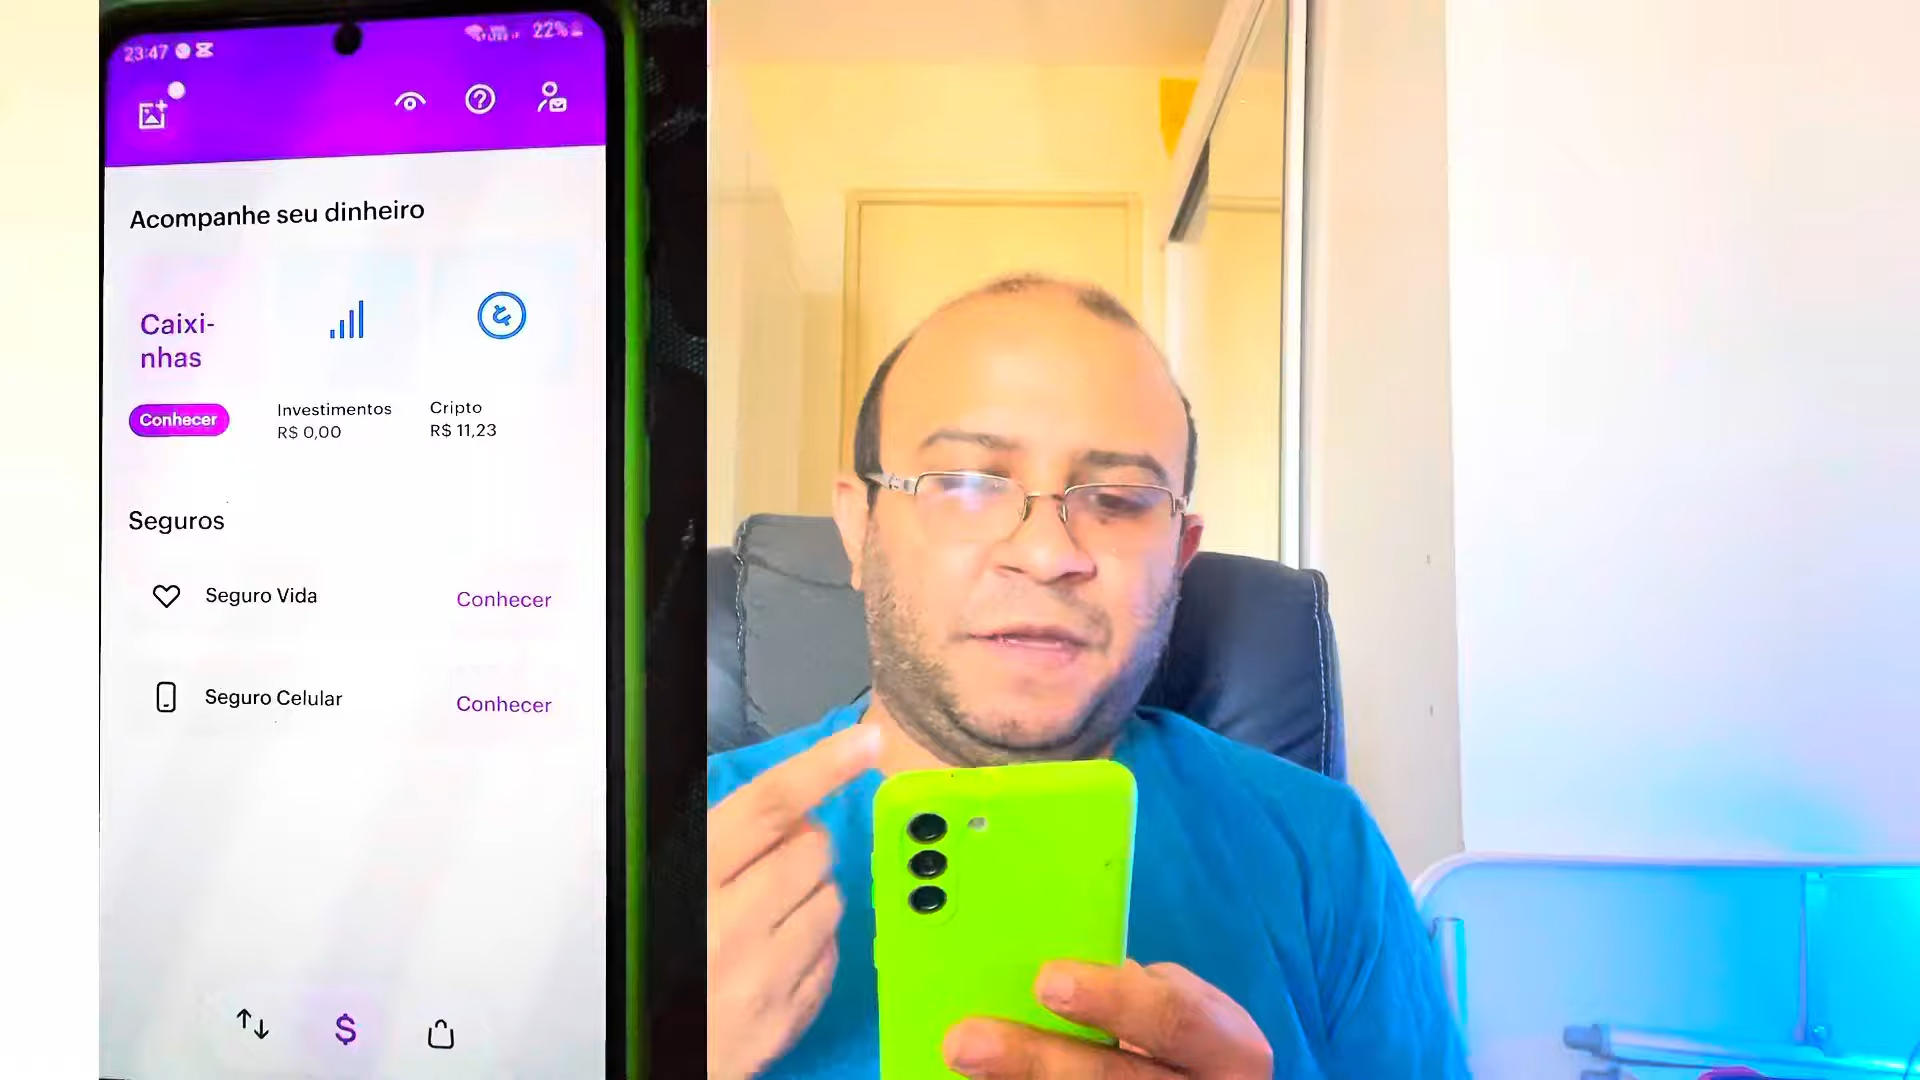 23:47
22%
Acompanhe seu dinheiro
Caixi-
nhas
Conhecer
Investimentos
R$ 0,00
Cripto
R$ 11,23
Seguros
Seguro Vida
Conhecer
Seguro Celular
Conhecer